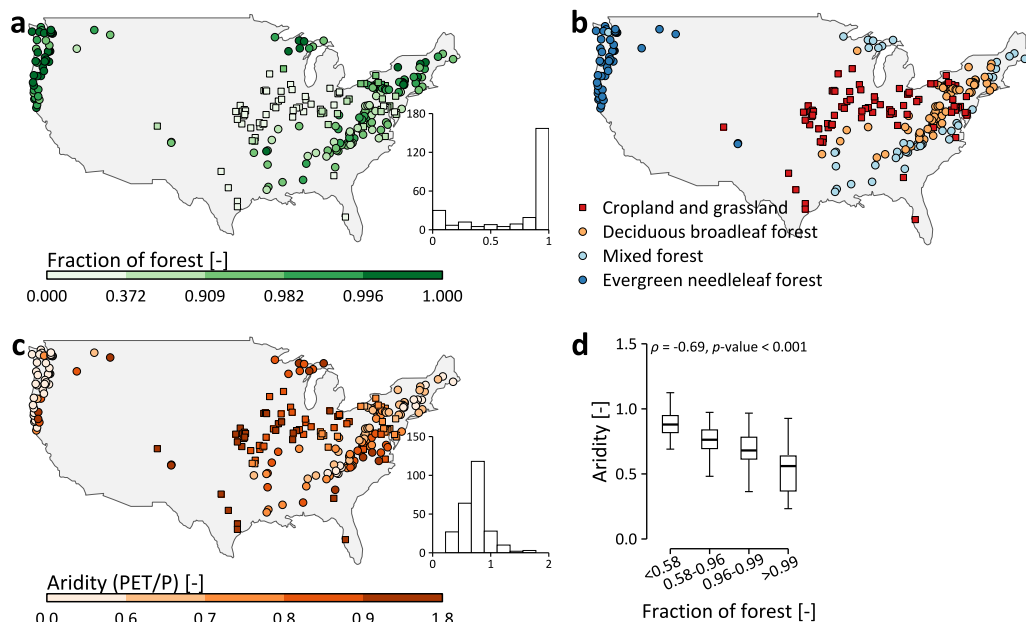 a
180
120
60
0
0 0.5 1
Fraction of forest [-]
0.000 0.372 0.909 0.982 0.996 1.000
b
Cropland and grassland
Deciduous broadleaf forest
Mixed forest
Evergreen needleleaf forest
c
150
100
50
0
0 1 2
Aridity (PET/P) [-]
0.0 0.6 0.7 0.8 0.9 1.8
d
ρ = -0.69, p-value < 0.001
1.5
1.0
0.5
0.0
Aridity [-]
<0.58 0.58-0.96 0.96-0.99 >0.99
Fraction of forest [-]